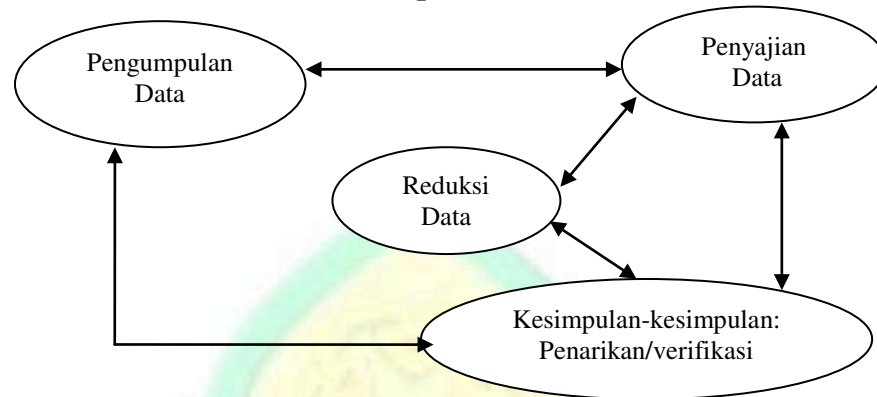 Pengumpulan
Data
Penyajian
Data
Reduksi
Data
Kesimpulan-kesimpulan:
Penarikan/verifikasi